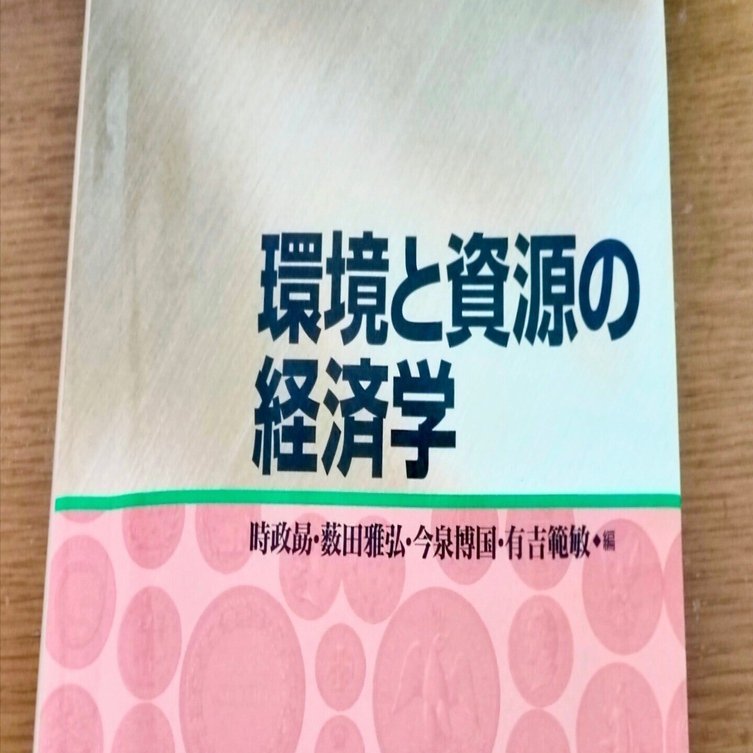 環境と資源の
経済学
時政勗・薮田雅弘・今泉博国・有吉範敏◆編